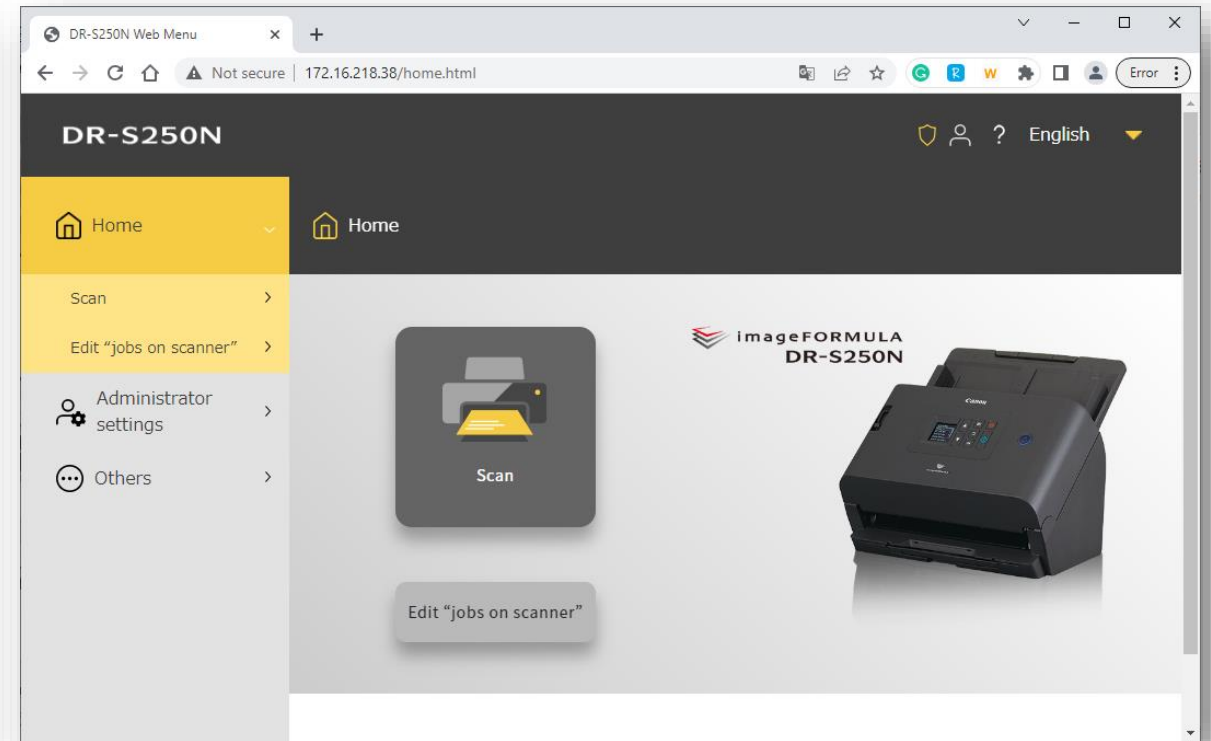 DR-S250N Web Menu
Not secure 172.16.218.38/home.html
Error
DR-S250N
? English
Home
Home
Scan
Edit “jobs on scanner”
Administrator
settings
Others
Scan
Edit “jobs on scanner”
imageFORMULA
DR-S250N
Canon